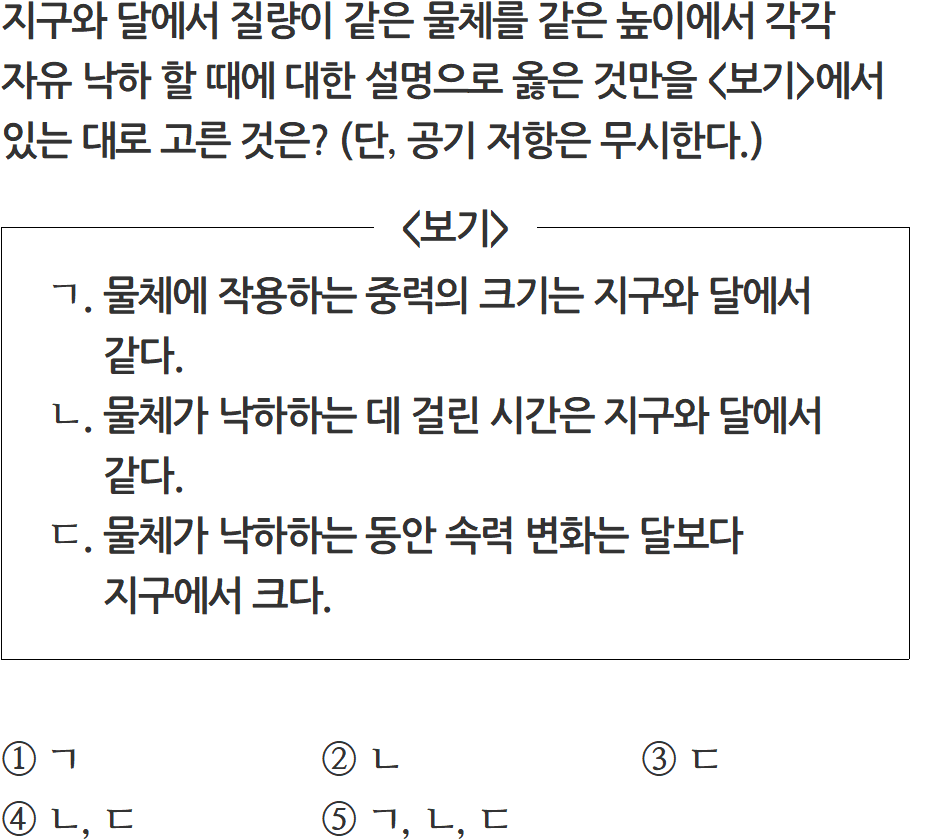 지구와 달에서 질량이 같은 물체를 같은 높이에서 각각
자유 낙하 할 때에 대한 설명으로 옳은 것만을 <보기>에서
있는 대로 고른 것은? (단, 공기 저항은 무시한다.)
<보기>
ㄱ. 물체에 작용하는 중력의 크기는 지구와 달에서
같다.
ㄴ. 물체가 낙하하는 데 걸린 시간은 지구와 달에서
같다.
ㄷ. 물체가 낙하하는 동안 속력 변화는 달보다
지구에서 크다.
① ㄱ ② ㄴ ③ ㄷ
④ ㄴ, ㄷ ⑤ ㄱ, ㄴ, ㄷ